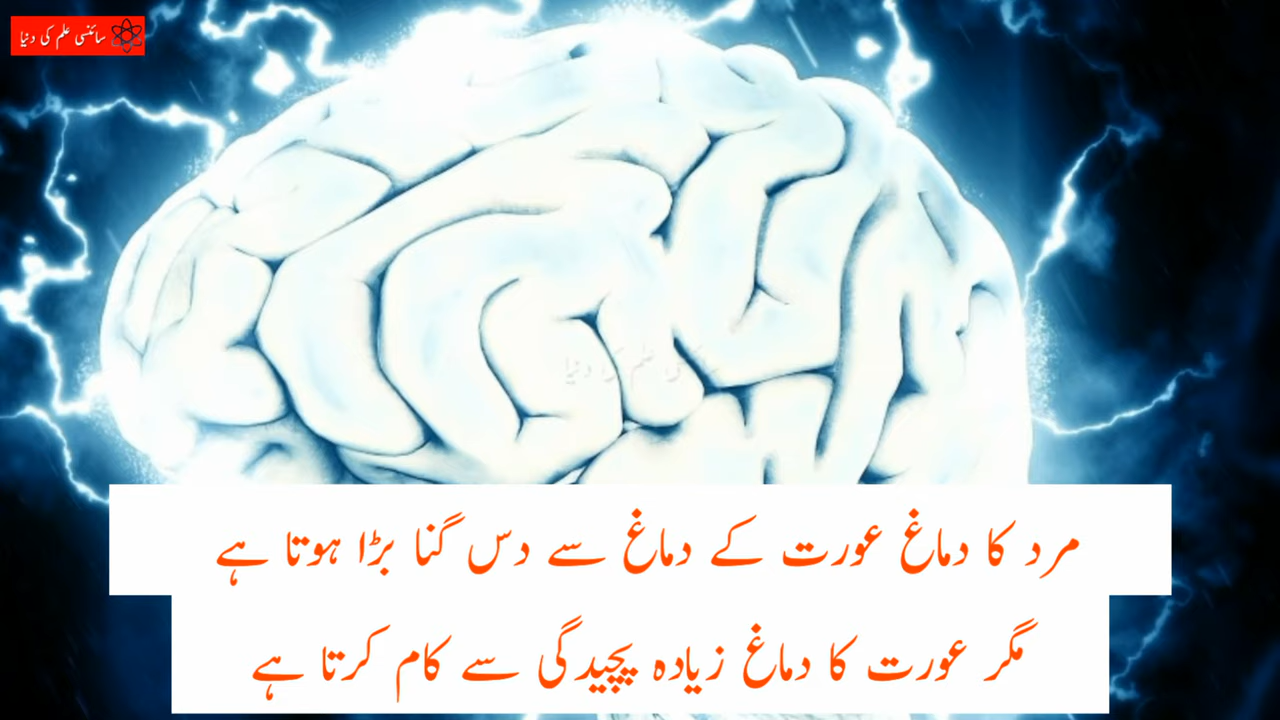 سائنسی علم کی دنیا
مرد کا دماغ عورت کے دماغ سے دس گنا بڑا ہوتا ہے
مگر عورت کا دماغ زیادہ پچیدگی سے کام کرتا ہے